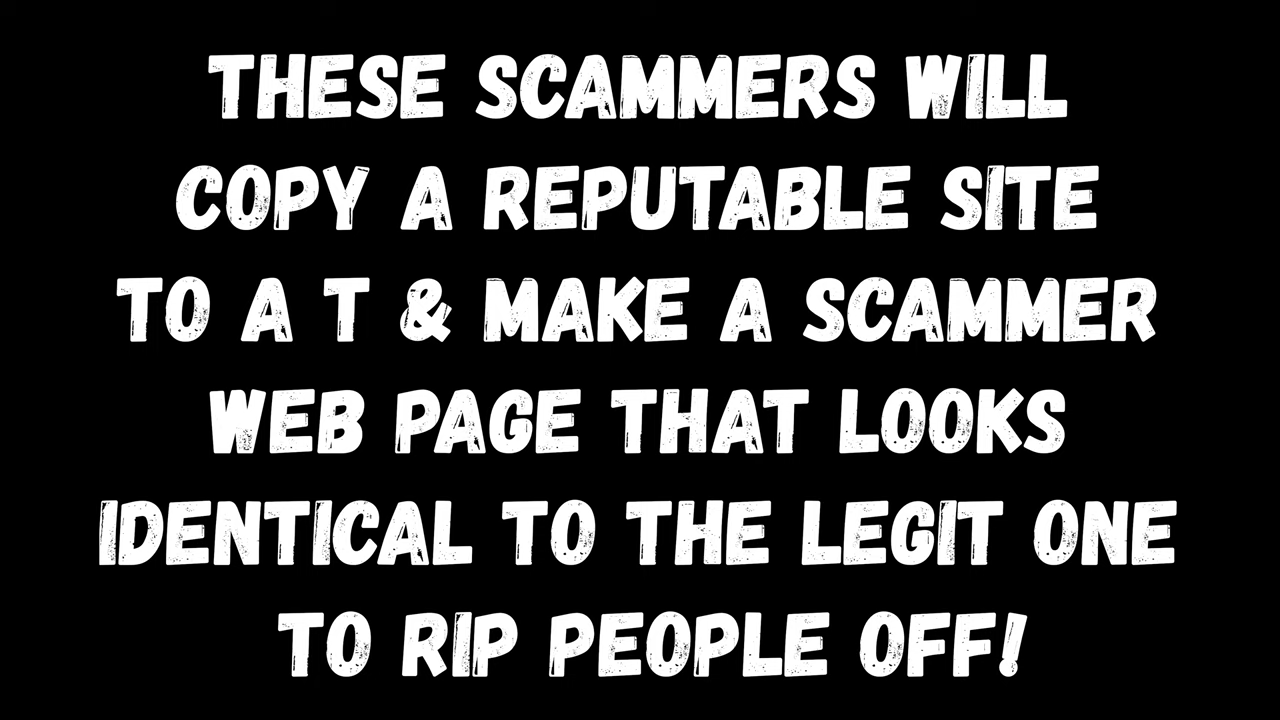 THESE SCAMMERS WILL
COPY A REPUTABLE SITE
TO A T & MAKE A SCAMMER
WEB PAGE THAT LOOKS
IDENTICAL TO THE LEGIT ONE
TO RIP PEOPLE OFF!